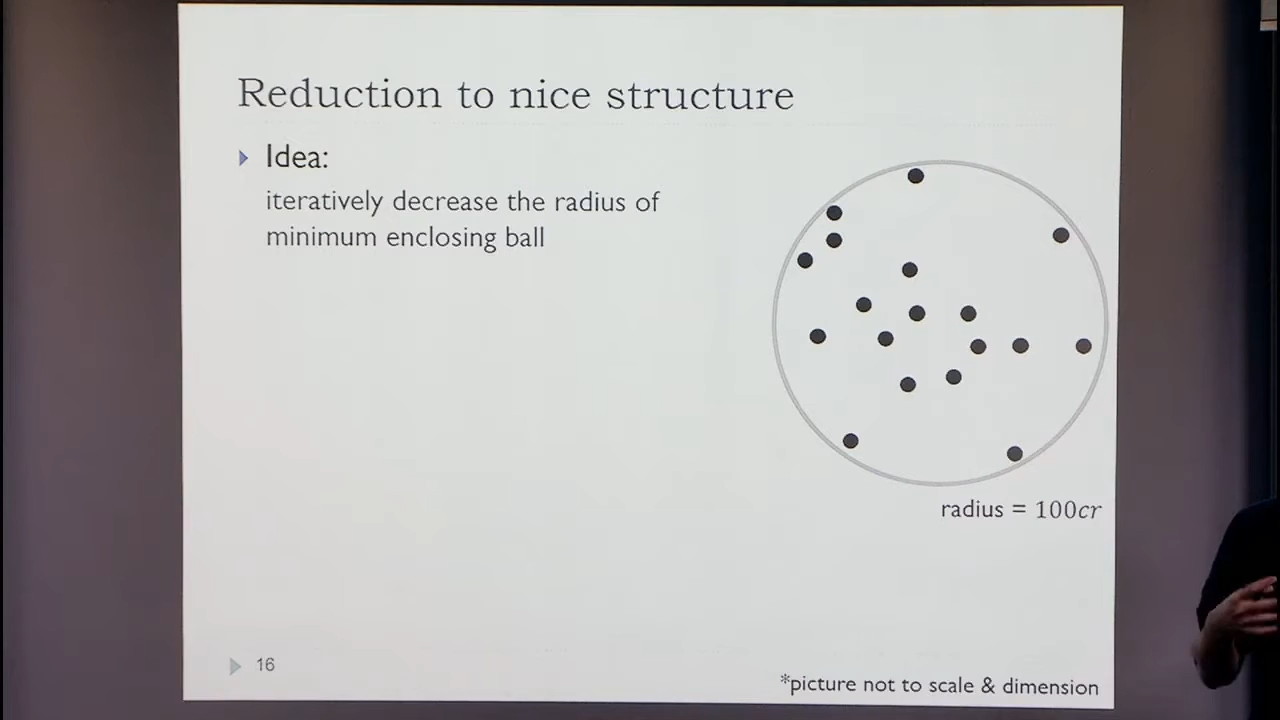 Reduction to nice structure
Idea:
iteratively decrease the radius of
minimum enclosing ball
radius = 100cr
16
*picture not to scale & dimension